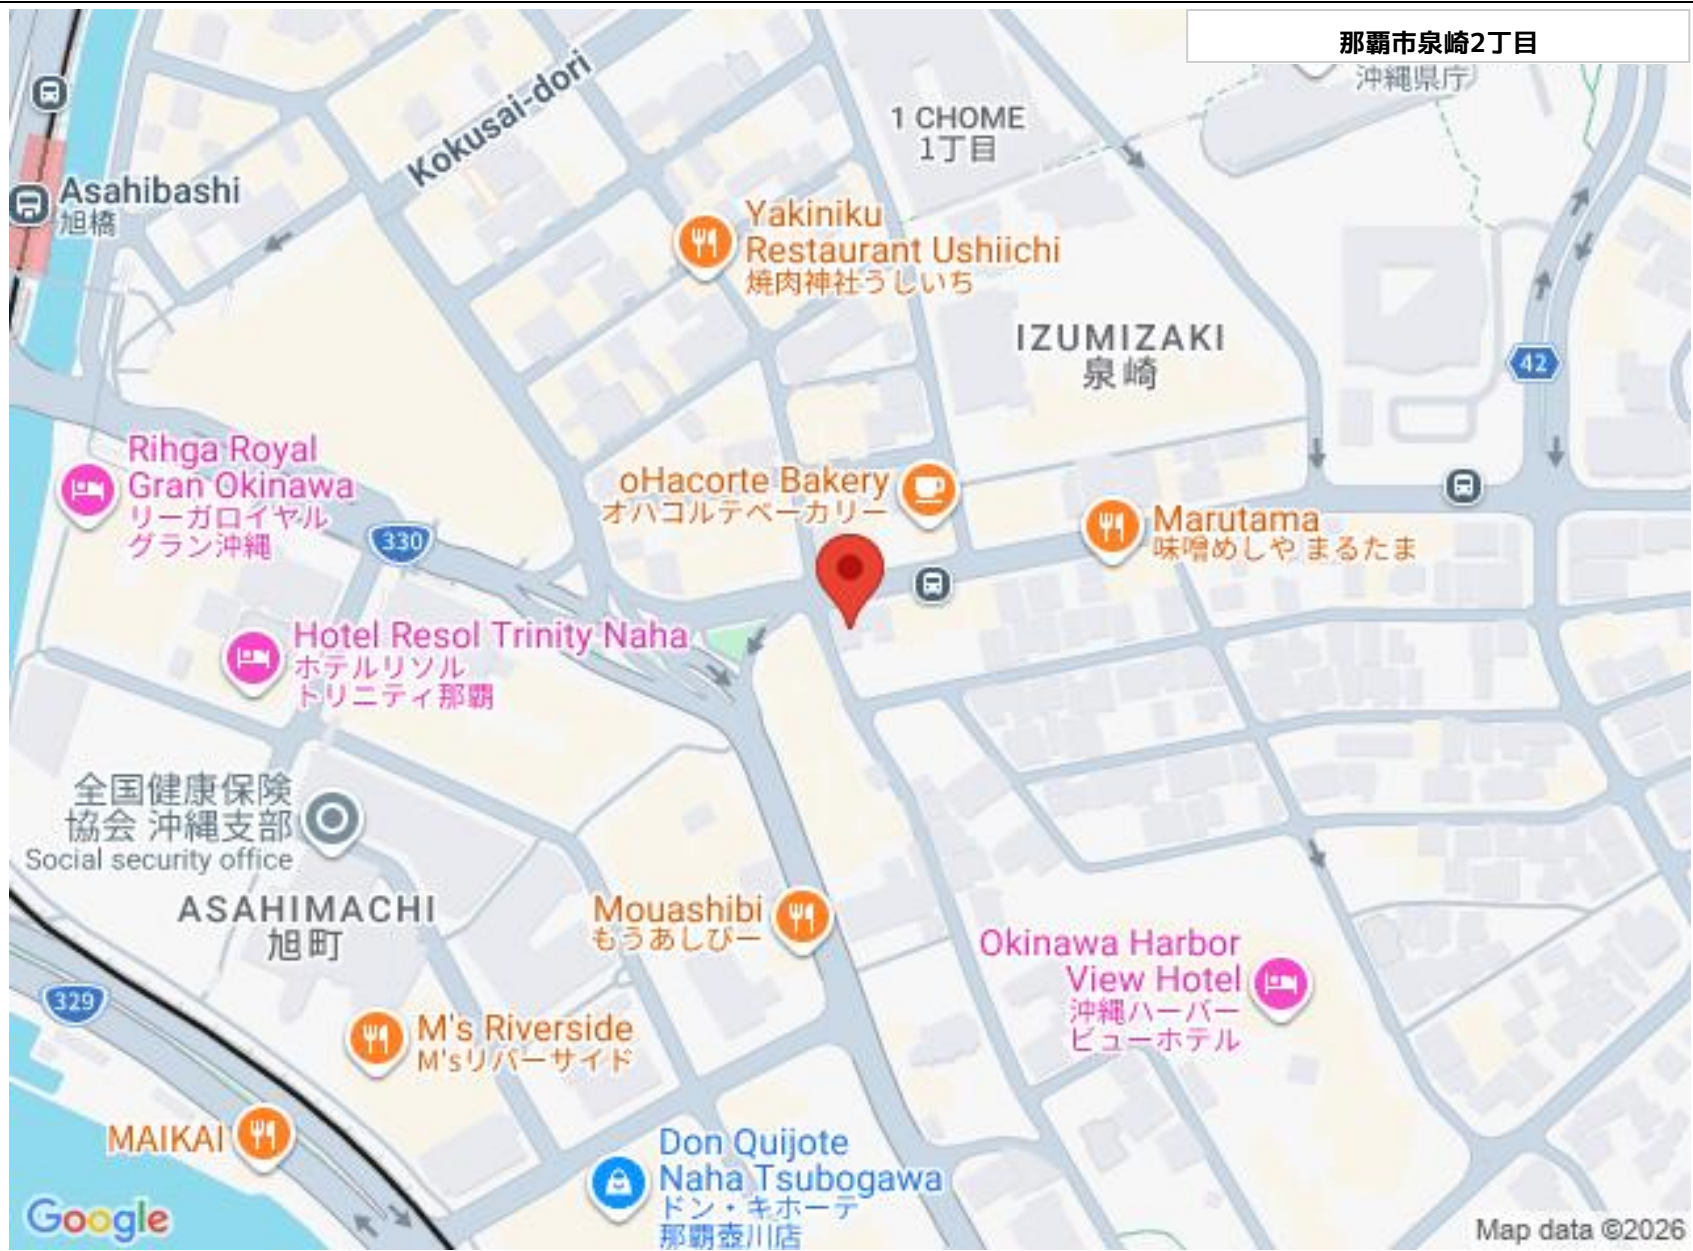 那覇市泉崎2丁目
沖縄県庁
Kokusai-dori
1 CHOME
1丁目
Asahibashi
旭橋
Yakiniku
Restaurant Ushiichi
焼肉神社うしいち
IZUMIZAKI
泉崎
42
Rihga Royal
Gran Okinawa
リーガロイヤル
グラン沖縄
oHacorte Bakery
オハコルテベーカリー
Marutama
味噌めしや まるたま
330
Hotel Resol Trinity Naha
ホテルリソル
トリニティ那覇
全国健康保険
協会 沖縄支部
Social security office
ASAHIMACHI
旭町
Mouashibi
もうあしびー
Okinawa Harbor
View Hotel
沖縄ハーバー
ビューホテル
329
M's Riverside
M'sリバーサイド
MAIKAI
Don Quijote
Naha Tsubogawa
ドン・キホーテ
那覇壺川店
Google
Map data ©2026